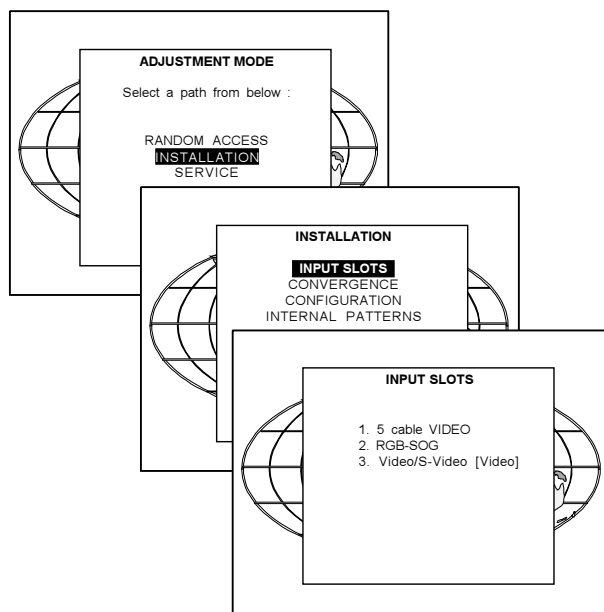 ADJUSTMENT MODE
Select a path from below :
RANDOM ACCESS
INSTALLATION
SERVICE
INSTALLATION
INPUT SLOTS
CONVERGENCE
CONFIGURATION
INTERNAL PATTERNS
INPUT SLOTS
1. 5 cable VIDEO
2. RGB-SOG
3. Video/S-Video [Video]